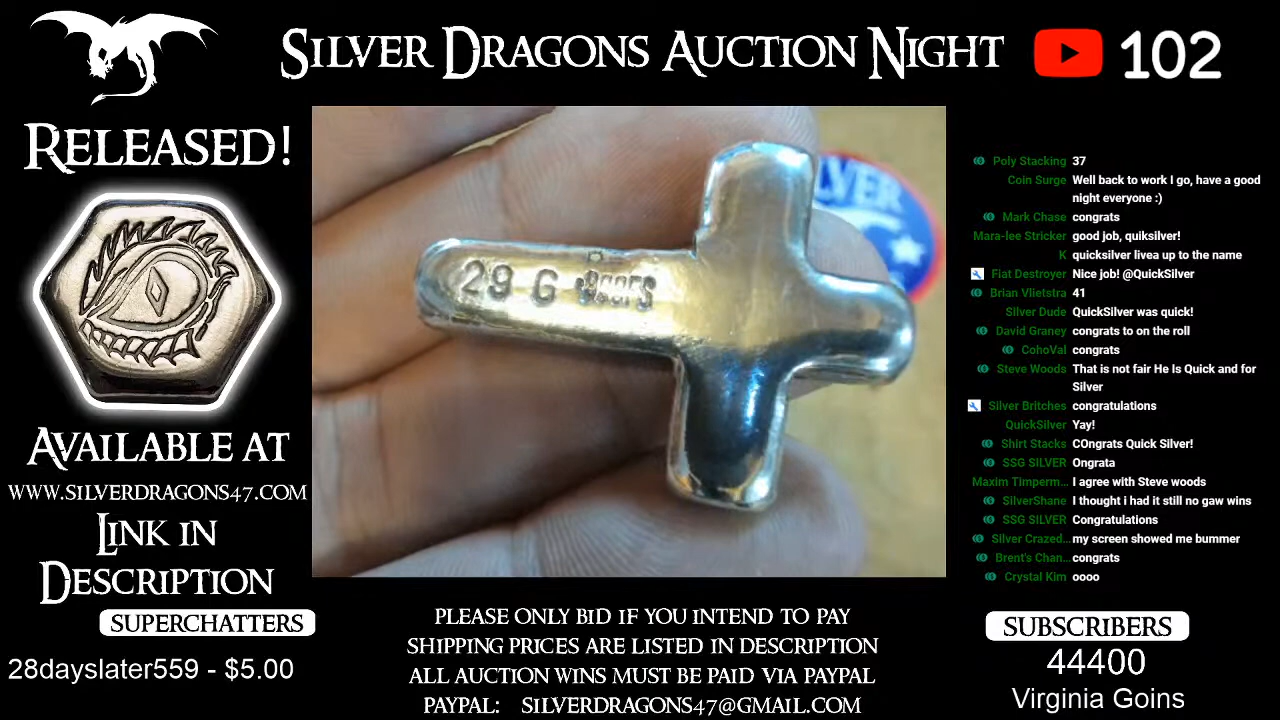 SILVER DRAGONS AUCTION NIGHT
102
RELEASED!
AVAILABLE AT
WWW.SILVERDRAGONS47.COM
LINK IN
DESCRIPTION
SUPERCHATTERS
28dayslater559 - $5.00
29 G
Poly Stacking 37
Coin Surge Well back to work I go, have a good
night everyone :)
Mark Chase congrats
Mara-lee Stricker good job, quiksilver!
K quicksilver livea up to the name
Fiat Destroyer Nice job! @QuickSilver
Brian Vlietstra 41
Silver Dude QuickSilver was quick!
David Graney congrats to on the roll
CohoVal congrats
Steve Woods That is not fair He Is Quick and for
Silver
Silver Britches congratulations
QuickSilver Yay!
Shirt Stacks COngrats Quick Silver!
SSG SILVER Ongrata
Maxim Timperm... I agree with Steve woods
SilverShane I thought i had it still no gaw wins
SSG SILVER Congratulations
Silver Crazed... my screen showed me bummer
Brent's Chan... congrats
Crystal Kim oooo
PLEASE ONLY BID IF YOU INTEND TO PAY
SHIPPING PRICES ARE LISTED IN DESCRIPTION
ALL AUCTION WINS MUST BE PAID VIA PAYPAL
PAYPAL: SILVERDRAGONS47@GMAIL.COM
SUBSCRIBERS
44400
Virginia Goins